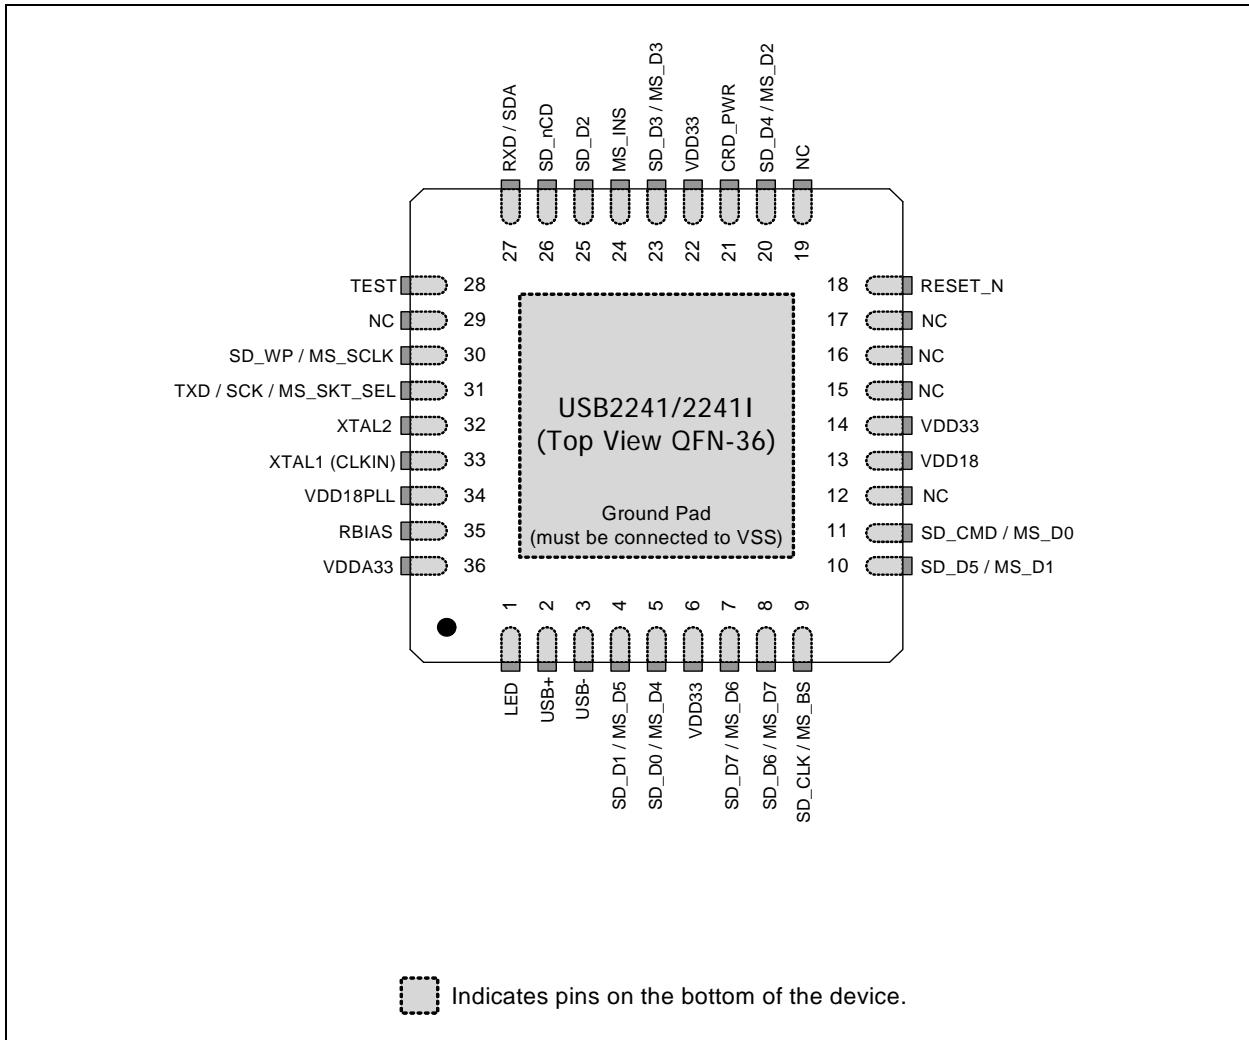 RXD / SDA
SD_nCD
SD_D2
MS_INS
SD_D3 / MS_D3
VDD33
CRD_PWR
SD_D4 / MS_D2
NC
27
26
25
24
23
22
21
20
19
TEST 28
NC 29
SD_WP / MS_SCLK 30
TXD / SCK / MS_SKT_SEL 31
XTAL2 32
XTAL1 (CLKIN) 33
VDD18PLL 34
RBIAS 35
VDDA33 36
18 RESET_N
17 NC
16 NC
15 NC
14 VDD33
13 VDD18
12 NC
11 SD_CMD / MS_D0
10 SD_D5 / MS_D1
USB2241/2241I
(Top View QFN-36)
Ground Pad
(must be connected to VSS)
1
2
3
4
5
6
7
8
9
LED
USB+
USB-
SD_D1 / MS_D5
SD_D0 / MS_D4
VDD33
SD_D7 / MS_D6
SD_D6 / MS_D7
SD_CLK / MS_BS
Indicates pins on the bottom of the device.